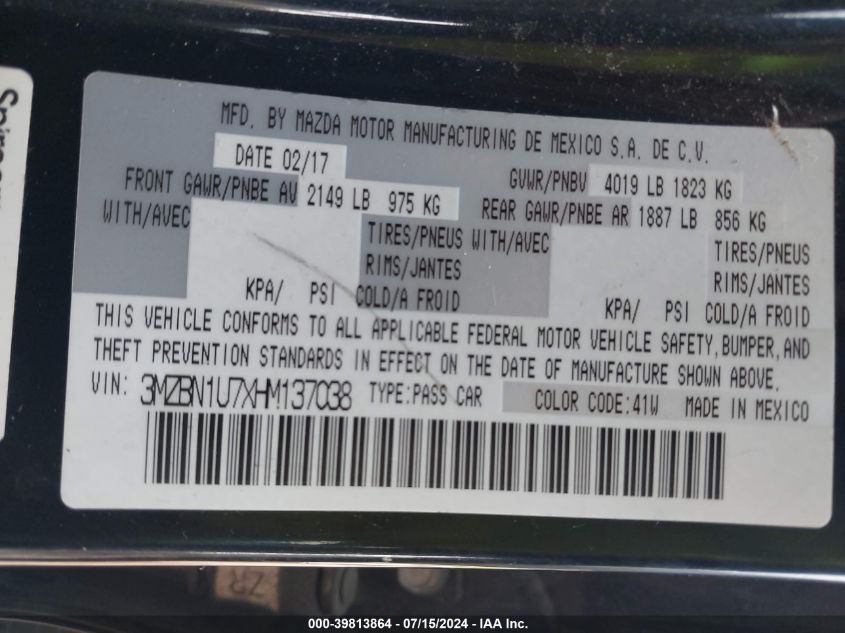 MFD. BY MAZDA MOTOR MANUFACTURING DE MEXICO S.A. DE C.V.
DATE 02/17 GVWR/PNBV 4019 LB 1823 KG
FRONT GAWR/PNBE AV 2149 LB 975 KG REAR GAWR/PNBE AR 1887 LB 856 KG
WITH/AVEC TIRES/PNEUS WITH/AVEC TIRES/PNEUS
RIMS/JANTES RIMS/JANTES
KPA/ PSI COLD/A FROID KPA/ PSI COLD/A FROID
THIS VEHICLE CONFORMS TO ALL APPLICABLE FEDERAL MOTOR VEHICLE SAFETY, BUMPER, AND
THEFT PREVENTION STANDARDS IN EFFECT ON THE DATE OF MANUFACTURE SHOWN ABOVE.
VIN: 3MZBN1U7XHM137038 TYPE:PASS CAR COLOR CODE:41W MADE IN MEXICO
000-39813864 - 07/15/2024 - IAA Inc.